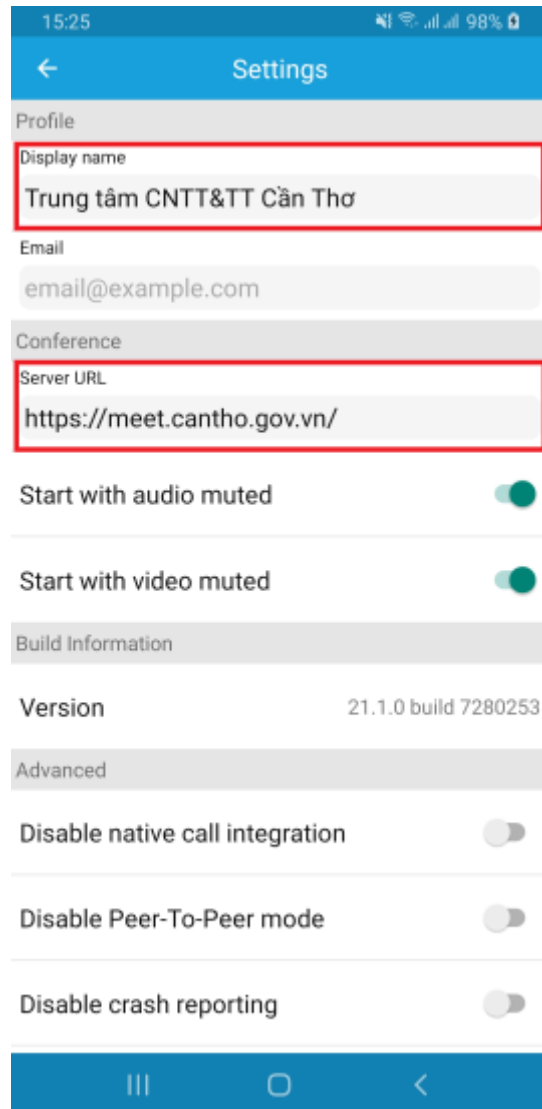 15:25 98%
Settings
Profile
Display name
Trung tâm CNTT&TT Cần Thơ
Email
email@example.com
Conference
Server URL
https://meet.cantho.gov.vn/
Start with audio muted
Start with video muted
Build Information
Version 21.1.0 build 7280253
Advanced
Disable native call integration
Disable Peer-To-Peer mode
Disable crash reporting